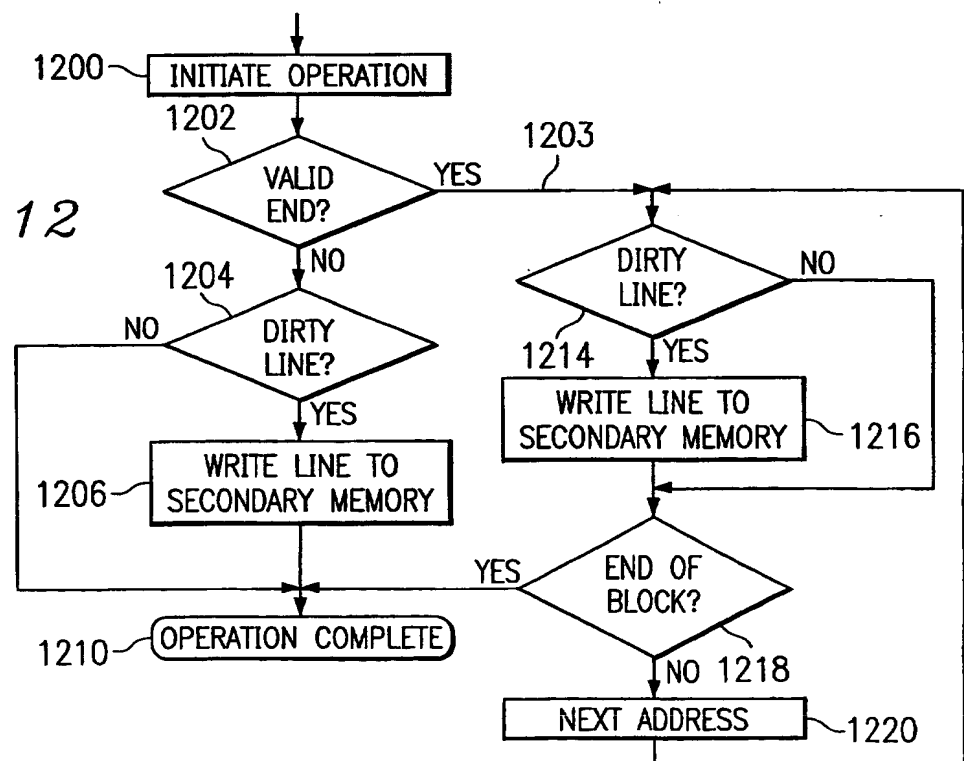 1200
INITIATE OPERATION
1202
1203
VALID
END?
YES
12
NO
1204
DIRTY
LINE?
NO
DIRTY
LINE?
NO
1214
YES
YES
WRITE LINE TO
SECONDARY MEMORY
1216
WRITE LINE TO
SECONDARY MEMORY
1206
END OF
BLOCK?
YES
OPERATION COMPLETE
1210
NO
1218
NEXT ADDRESS
1220